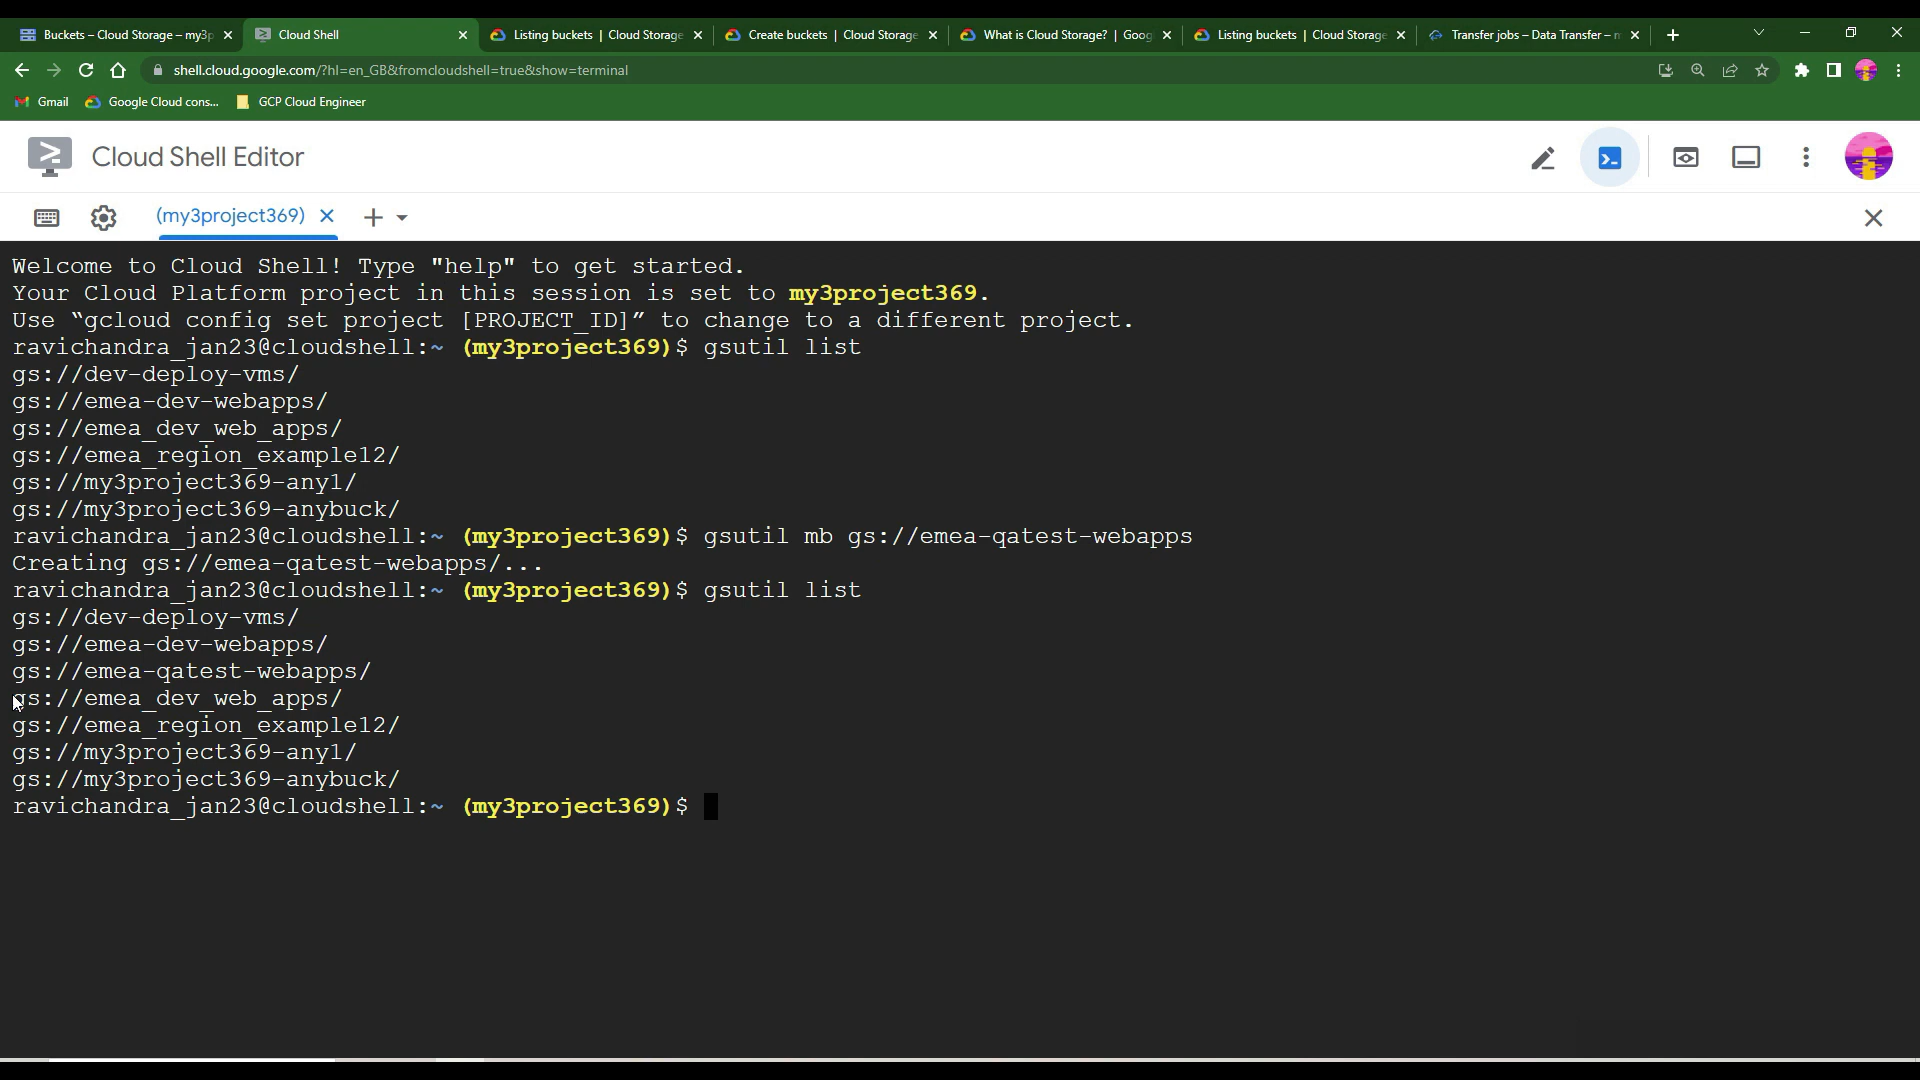 Buckets – Cloud Storage – my3p
Cloud Shell
Listing buckets | Cloud Storage
Create buckets | Cloud Storage
What is Cloud Storage? | Goog
Listing buckets | Cloud Storage
Transfer jobs – Data Transfer – m
shell.cloud.google.com/?hl=en_GB&fromcloudshell=true&show=terminal
Gmail
Google Cloud cons...
GCP Cloud Engineer
Cloud Shell Editor
(my3project369)
Welcome to Cloud Shell! Type "help" to get started.
Your Cloud Platform project in this session is set to my3project369.
Use “gcloud config set project [PROJECT_ID]” to change to a different project.
ravichandra_jan23@cloudshell:~ (my3project369)$ gsutil list
gs://dev-deploy-vms/
gs://emea-dev-webapps/
gs://emea_dev_web_apps/
gs://emea_region_example12/
gs://my3project369-any1/
gs://my3project369-anybuck/
ravichandra_jan23@cloudshell:~ (my3project369)$ gsutil mb gs://emea-qatest-webapps
Creating gs://emea-qatest-webapps/...
ravichandra_jan23@cloudshell:~ (my3project369)$ gsutil list
gs://dev-deploy-vms/
gs://emea-dev-webapps/
gs://emea-qatest-webapps/
gs://emea_dev_web_apps/
gs://emea_region_example12/
gs://my3project369-any1/
gs://my3project369-anybuck/
ravichandra_jan23@cloudshell:~ (my3project369)$